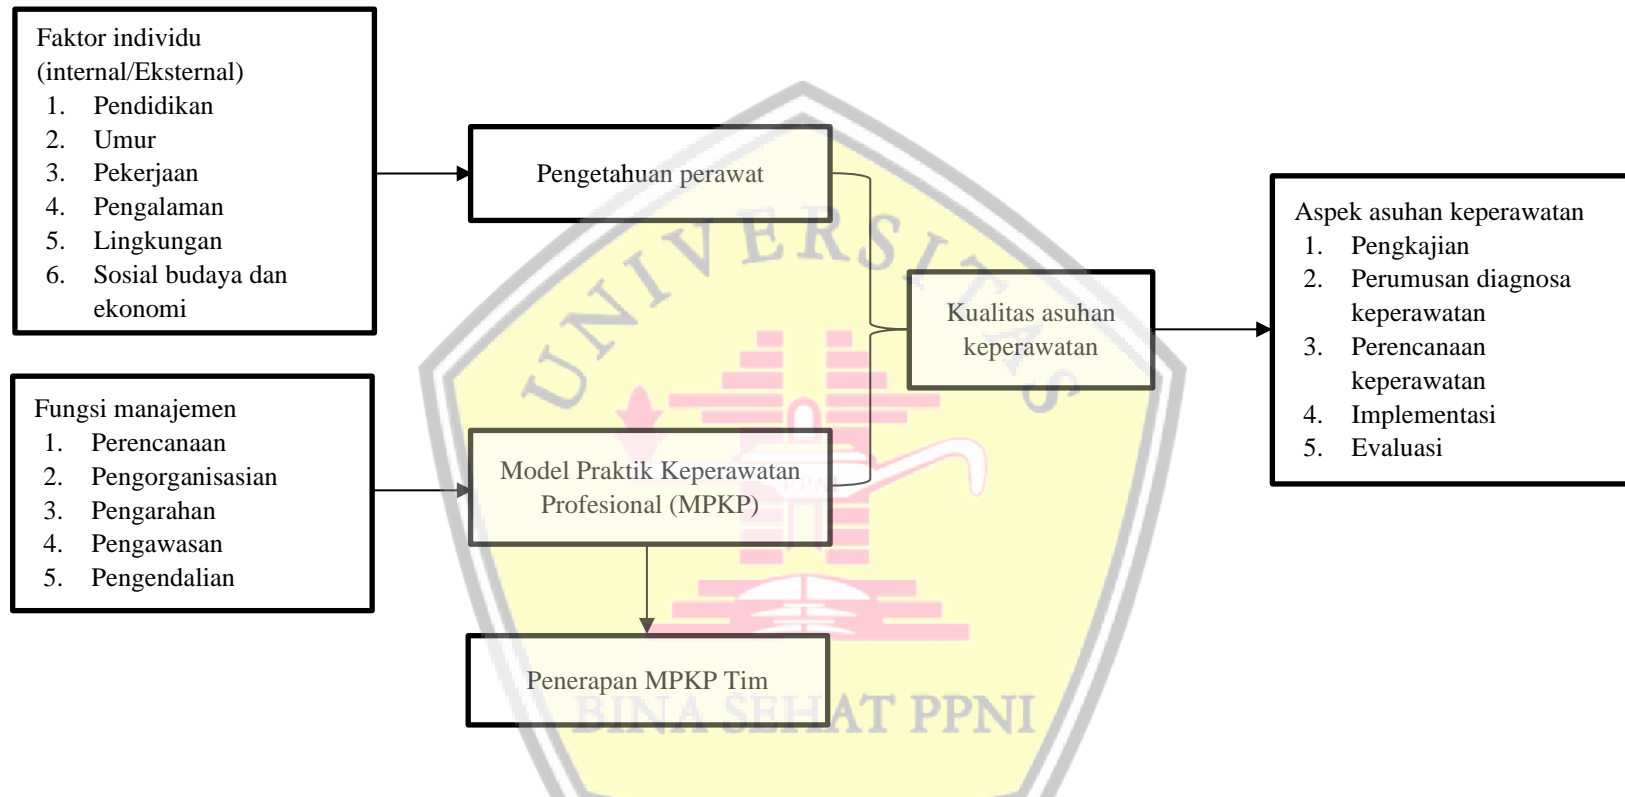 Faktor individu
(internal/Eksternal)
1. Pendidikan
2. Umur
3. Pekerjaan
4. Pengalaman
5. Lingkungan
6. Sosial budaya dan
ekonomi
Fungsi manajemen
1. Perencanaan
2. Pengorganisasian
3. Pengarahan
4. Pengawasan
5. Pengendalian
Pengetahuan perawat
Model Praktik Keperawatan
Profesional (MPKP)
Penerapan MPKP Tim
Kualitas asuhan
keperawatan
Aspek asuhan keperawatan
1. Pengkajian
2. Perumusan diagnosa
keperawatan
3. Perencanaan
keperawatan
4. Implementasi
5. Evaluasi
UNIVERSITAS
PPNI
BINA SEHAT PPNI